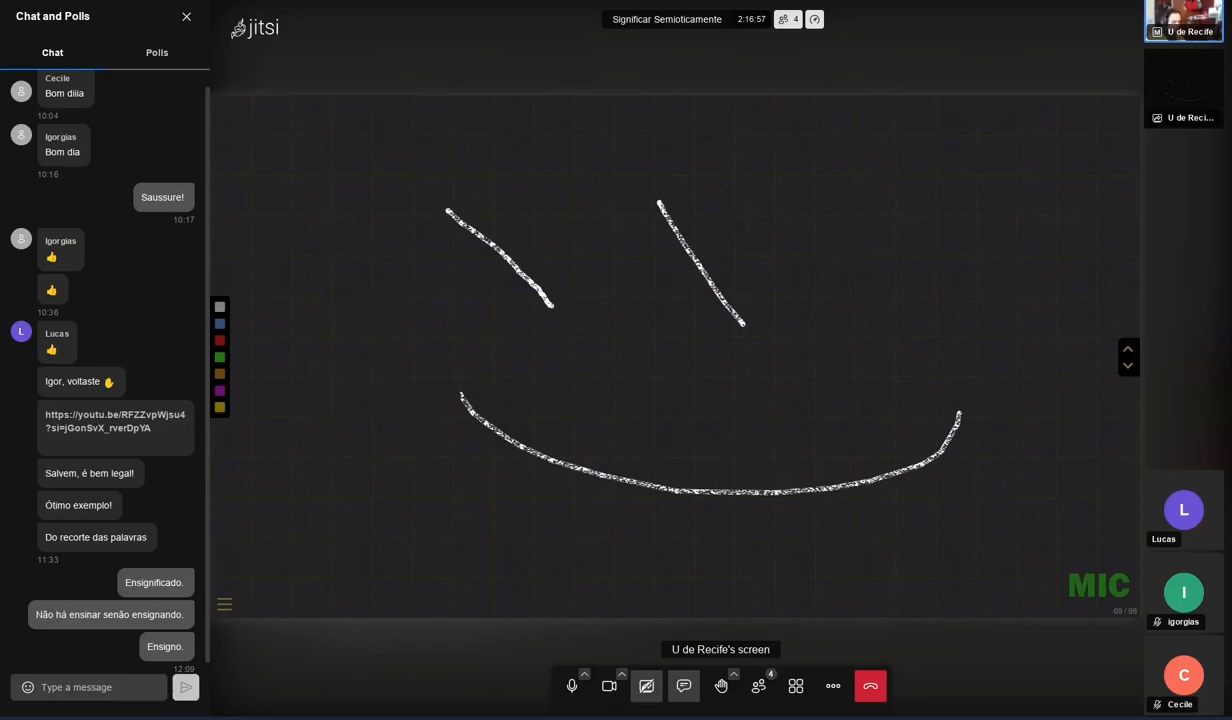 Chat and Polls
Chat
Polls
Cecile
Bom diiia
10:04
Igorgias
Bom dia
10:16
Saussure!
10:17
Igorgias
👍
👍
10:36
Lucas
👍
Igor, voltaste ✋
https://youtu.be/RFZZvpWjsu4
?si=jGonSvX_rverDpYA
Salvem, é bem legal!
Ótimo exemplo!
Do recorte das palavras
11:33
Ensignificado.
Não há ensinar senão ensignando.
Ensigno.
12:09
Type a message
jitsi
Significar Semioticamente 2:16:57 4
MIC
69 / 98
U de Recife's screen
4
M U de Recife
U de Reci...
L
Lucas
I
igorgias
C
Cecile